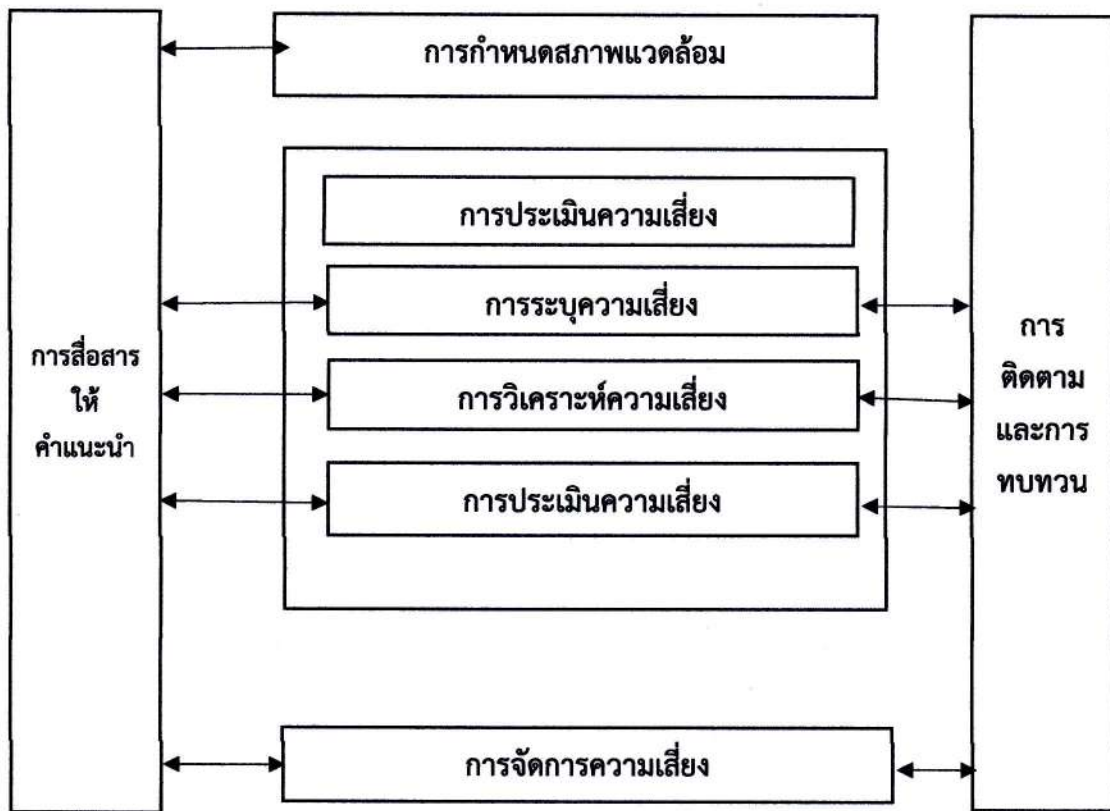 การกำหนดสภาพแวดล้อม
การประเมินความเสี่ยง
การระบุความเสี่ยง
การวิเคราะห์ความเสี่ยง
การประเมินความเสี่ยง
การจัดการความเสี่ยง
การสื่อสาร
ให้
คำแนะนำ
การ
ติดตาม
และการ
ทบทวน